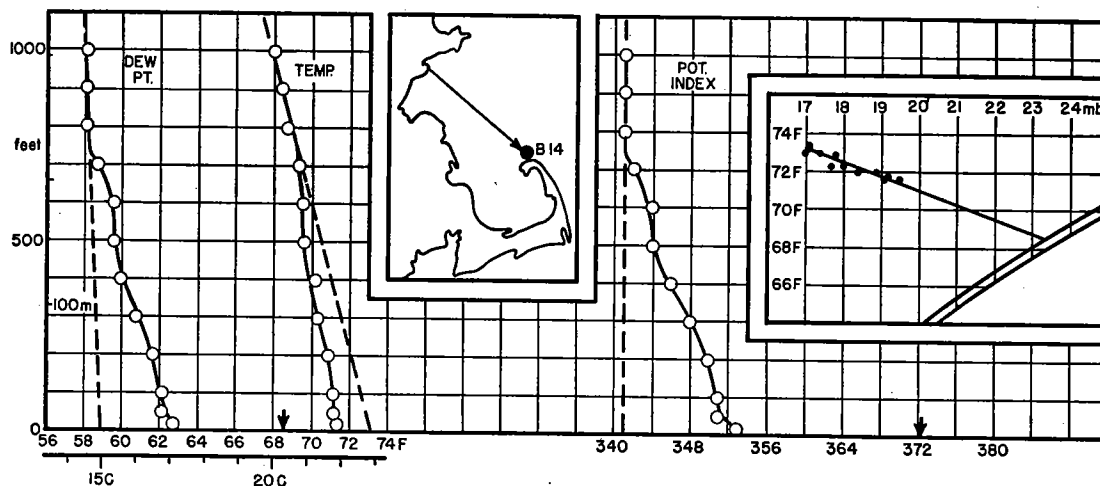 1000
feet
500
100m
0
DEW
PT.
TEMP.
56 58 60 62 64 66 68 70 72 74F
15C 20C
B14
POT.
INDEX
340 348 356 364 372 380
17 18 19 20 21 22 23 24mb
74F
72F
70F
68F
66F